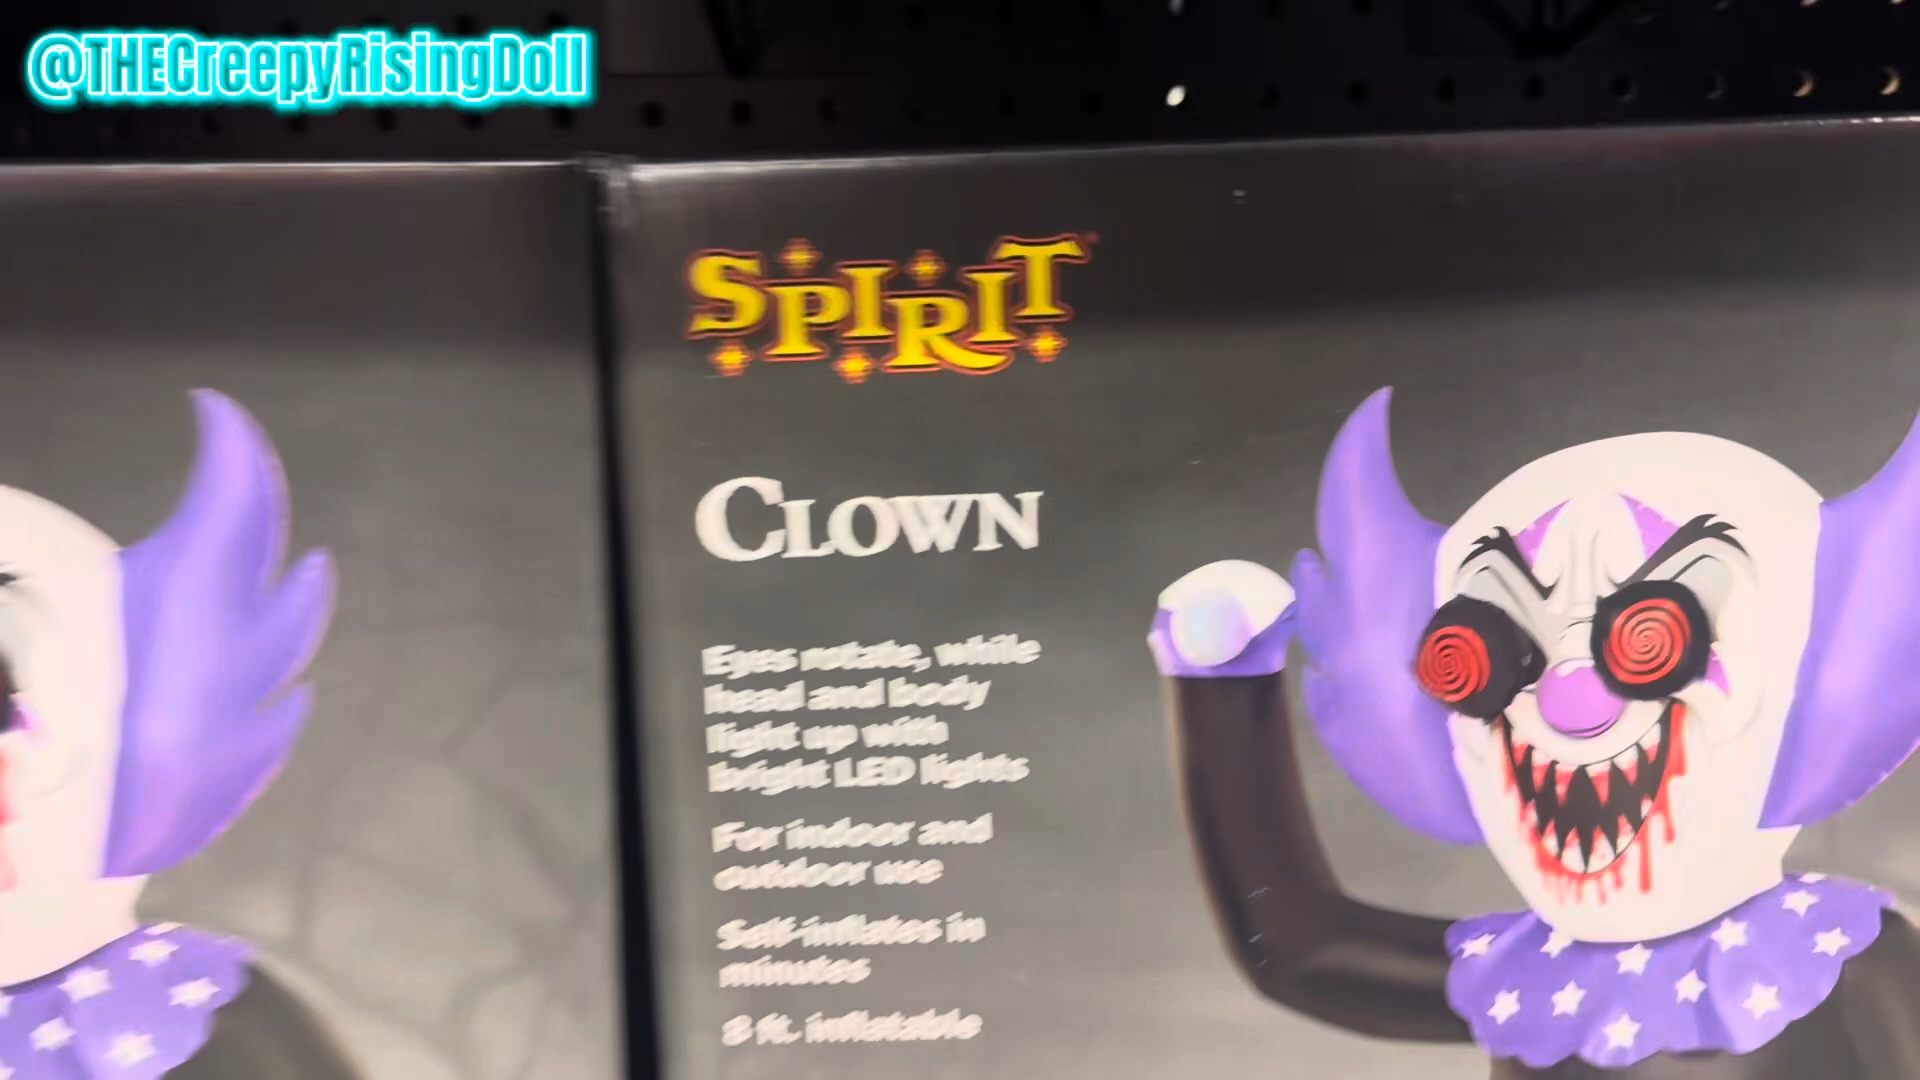 @THECreepyRisingDoll
SPIRIT
CLOWN
Eyes rotate, while
head and body
light up with
bright LED lights
For indoor and
outdoor use
Self-inflates in
minutes
8 ft. inflatable